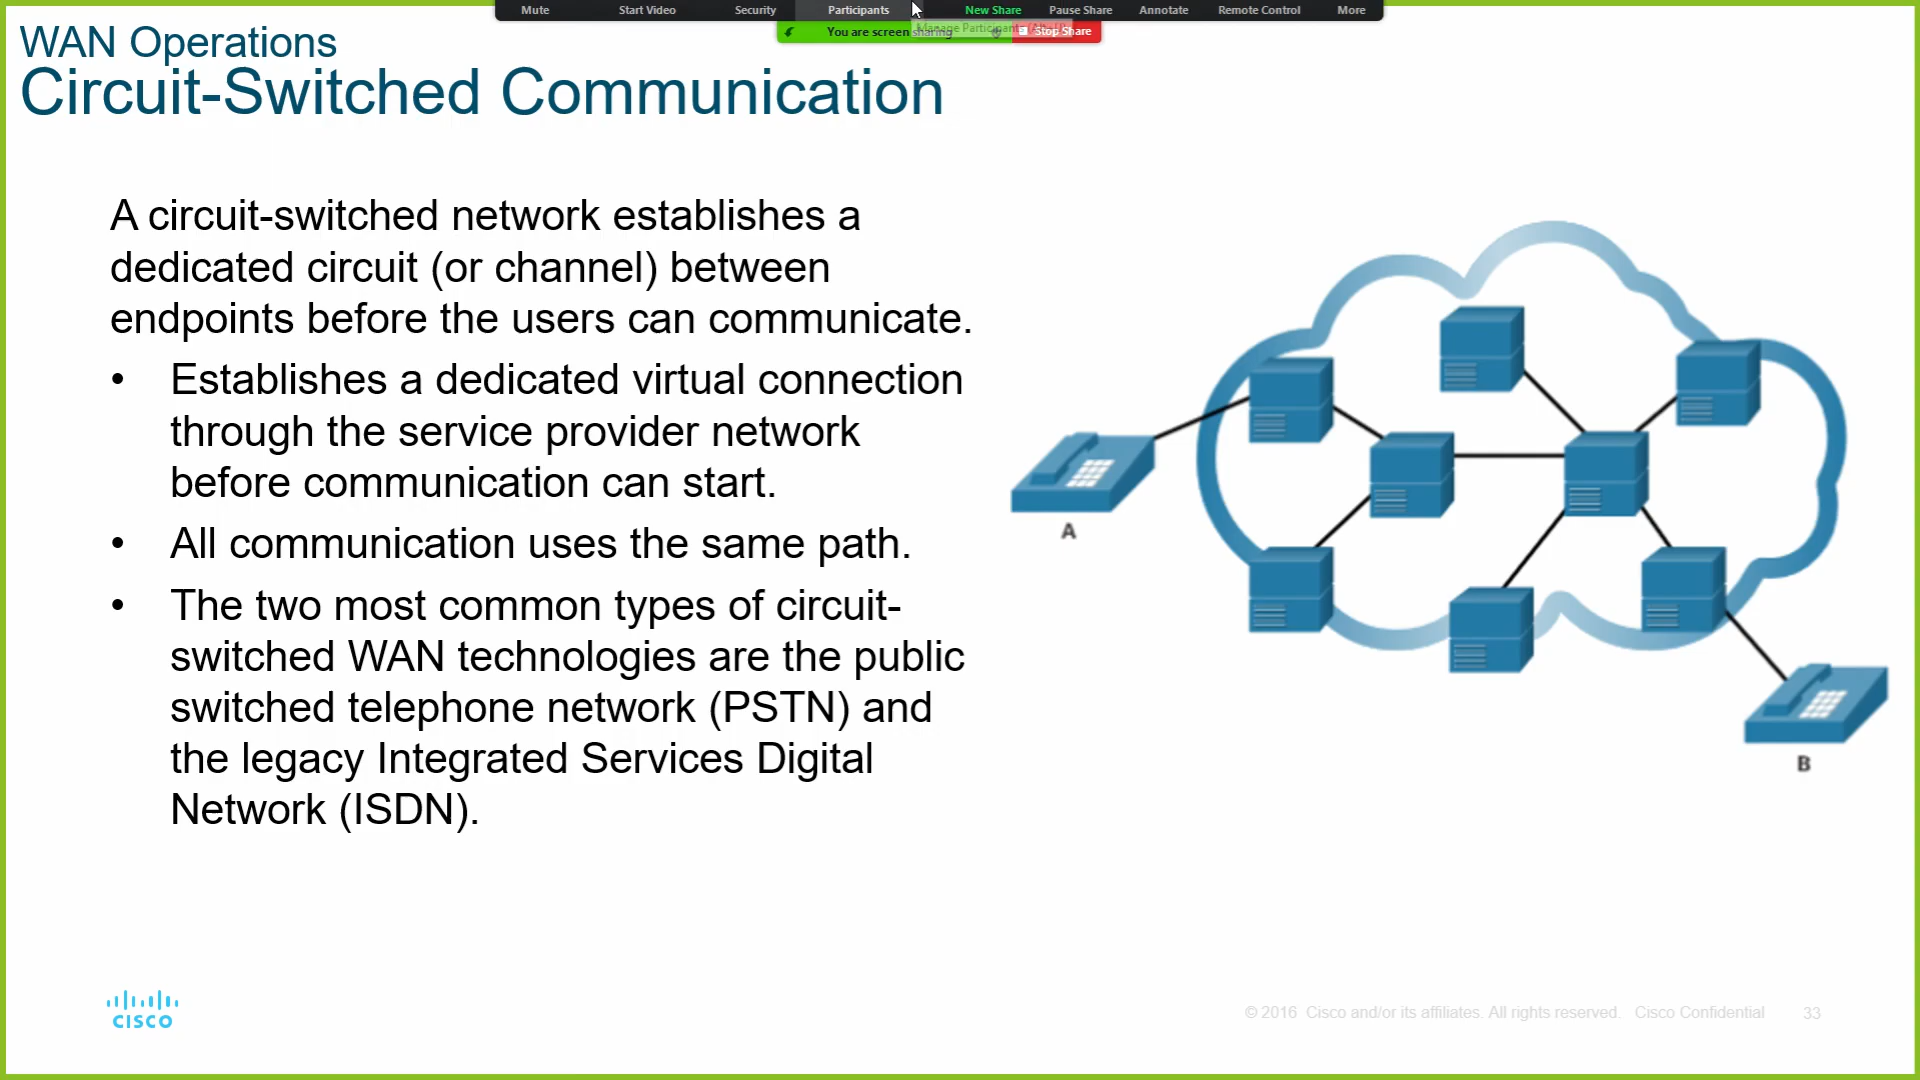 Mute Start Video Security Participants New Share Pause Share Annotate Remote Control More
You are screen sharing Stop Share
WAN Operations
Circuit-Switched Communication
A circuit-switched network establishes a
dedicated circuit (or channel) between
endpoints before the users can communicate.
• Establishes a dedicated virtual connection
through the service provider network
before communication can start.
• All communication uses the same path.
• The two most common types of circuit-
switched WAN technologies are the public
switched telephone network (PSTN) and
the legacy Integrated Services Digital
Network (ISDN).
A
B
CISCO
© 2016 Cisco and/or its affiliates. All rights reserved. Cisco Confidential 33